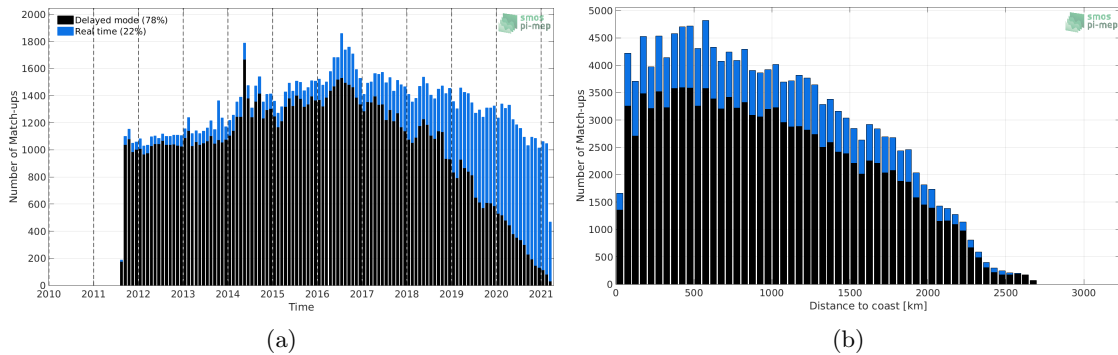 Delayed mode (78%)
Real time (22%)
smos
pi-mep
Number of Match-ups
2000
1800
1600
1400
1200
1000
800
600
400
200
0
2010 2011 2012 2013 2014 2015 2016 2017 2018 2019 2020 2021
Time
(a)
smos
pi-mep
Number of Match-ups
5000
4500
4000
3500
3000
2500
2000
1500
1000
500
0
0 500 1000 1500 2000 2500 3000
Distance to coast [km]
(b)